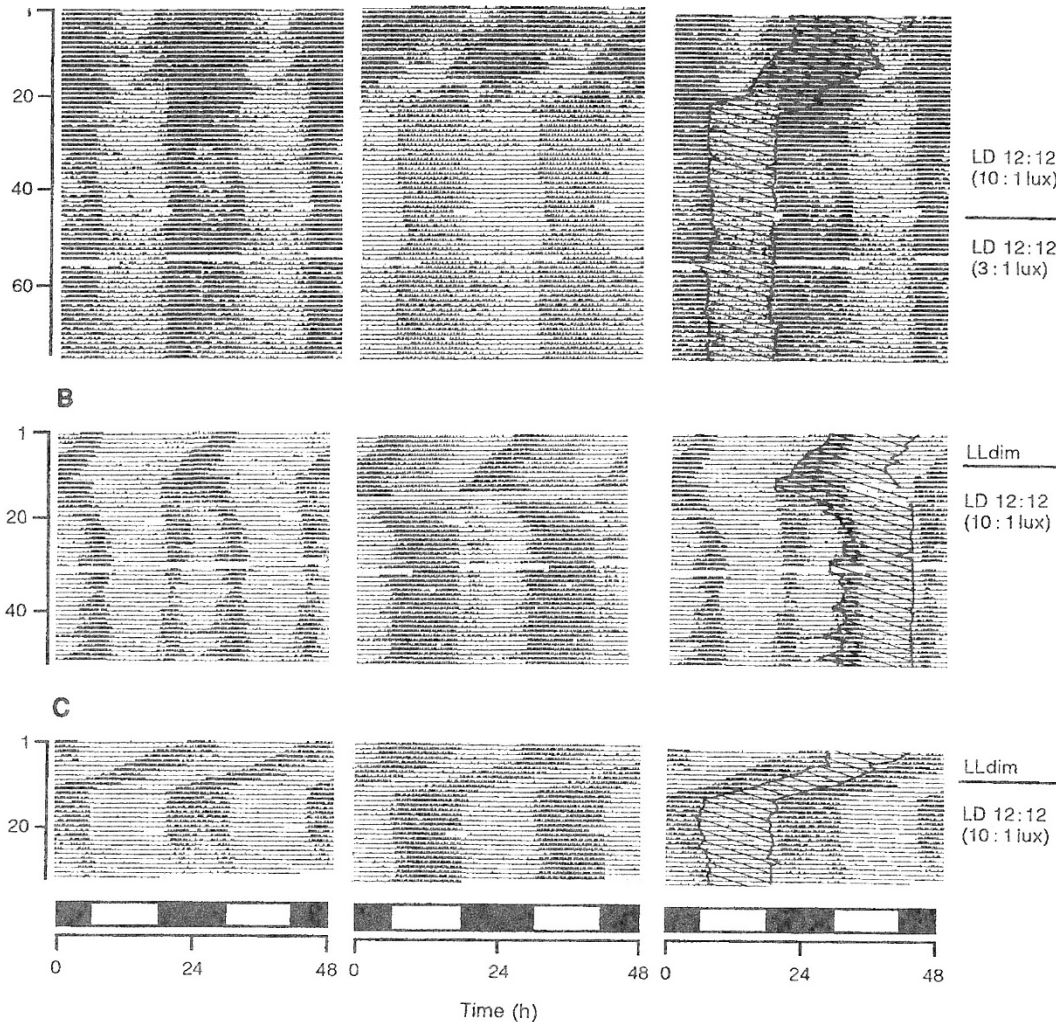 20
40
60
LD 12:12
(10 : 1 lux)
LD 12:12
(3 : 1 lux)
B
1
20
40
LLdim
LD 12:12
(10 : 1 lux)
C
1
20
LLdim
LD 12:12
(10 : 1 lux)
0 24 48
0 24 48
0 24 48
Time (h)